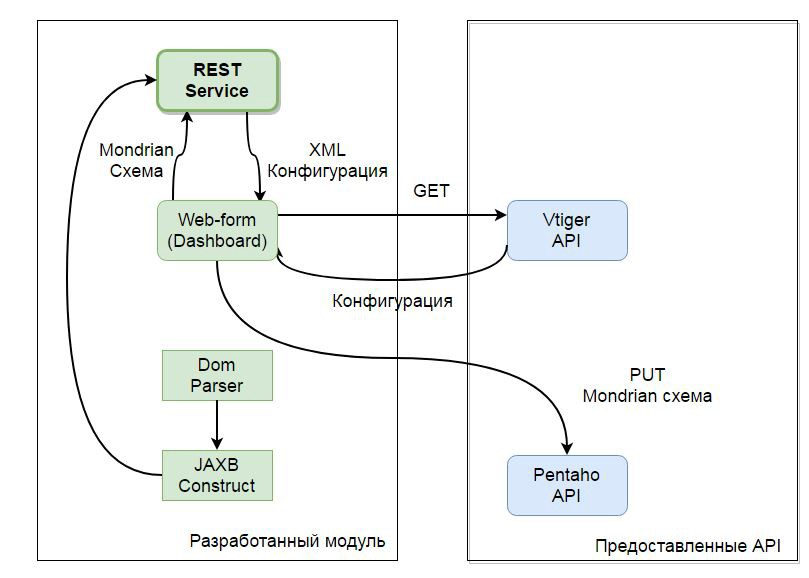 REST
Service
Mondrian
Схема
XML
Конфигурация
GET
Web-form
(Dashboard)
Vtiger
API
Конфигурация
Dom
Parser
PUT
Mondrian схема
JAXB
Construct
Pentaho
API
Разработанный модуль
Предоставленные API